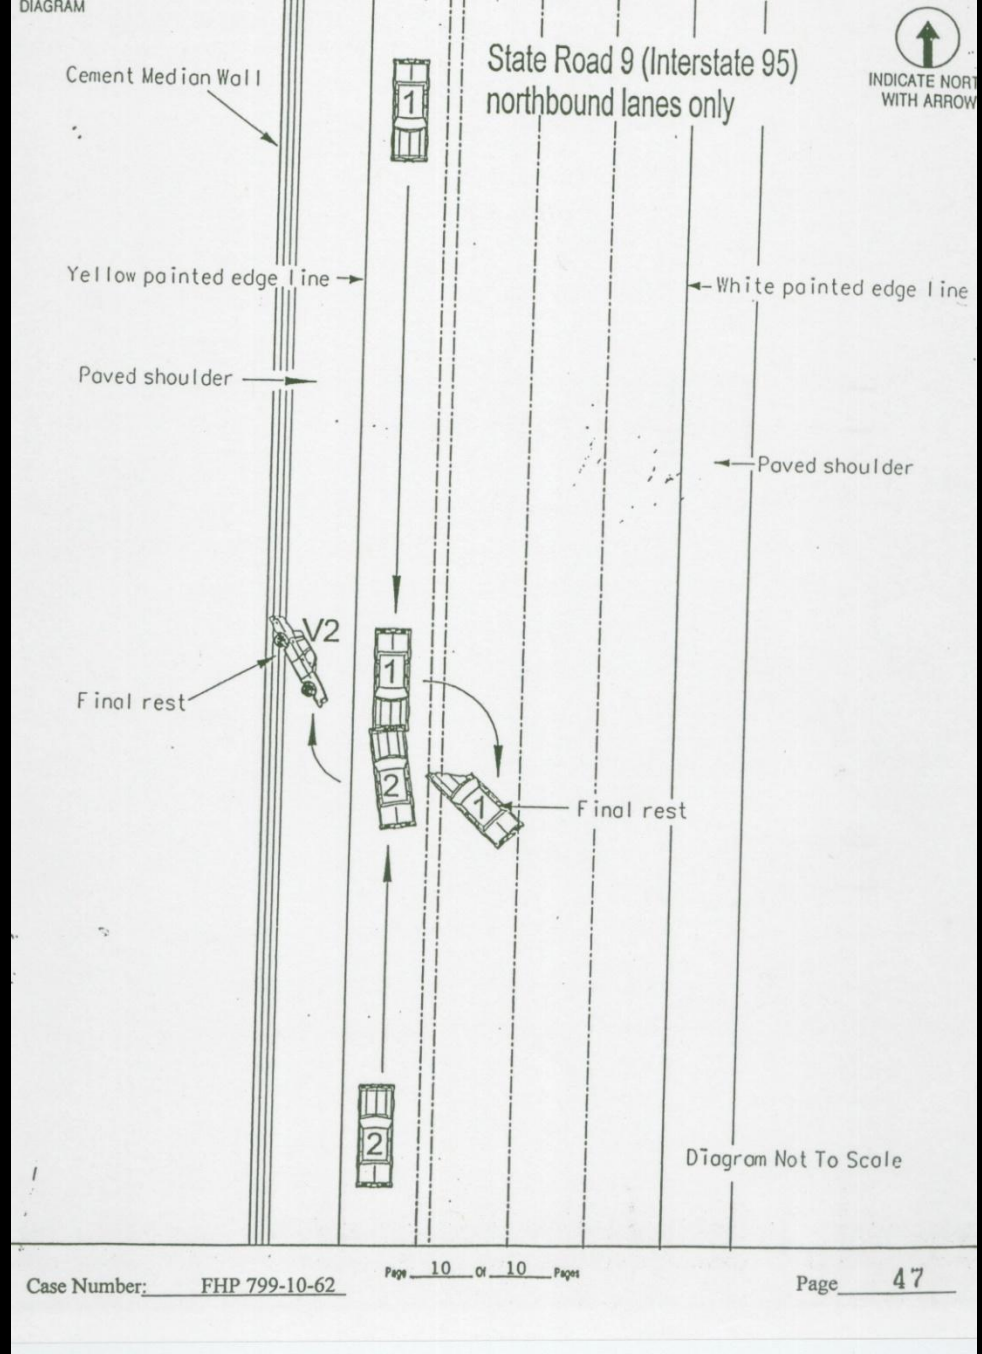 DIAGRAM
State Road 9 (Interstate 95)
northbound lanes only
INDICATE NORT
WITH ARROW
Cement Median Wall
1
Yellow painted edge line
White painted edge line
Paved shoulder
Paved shoulder
V2
1
Final rest
2
1
Final rest
2
Diagram Not To Scale
Case Number: FHP 799-10-62
Page 10 Of 10 Pages
Page 47